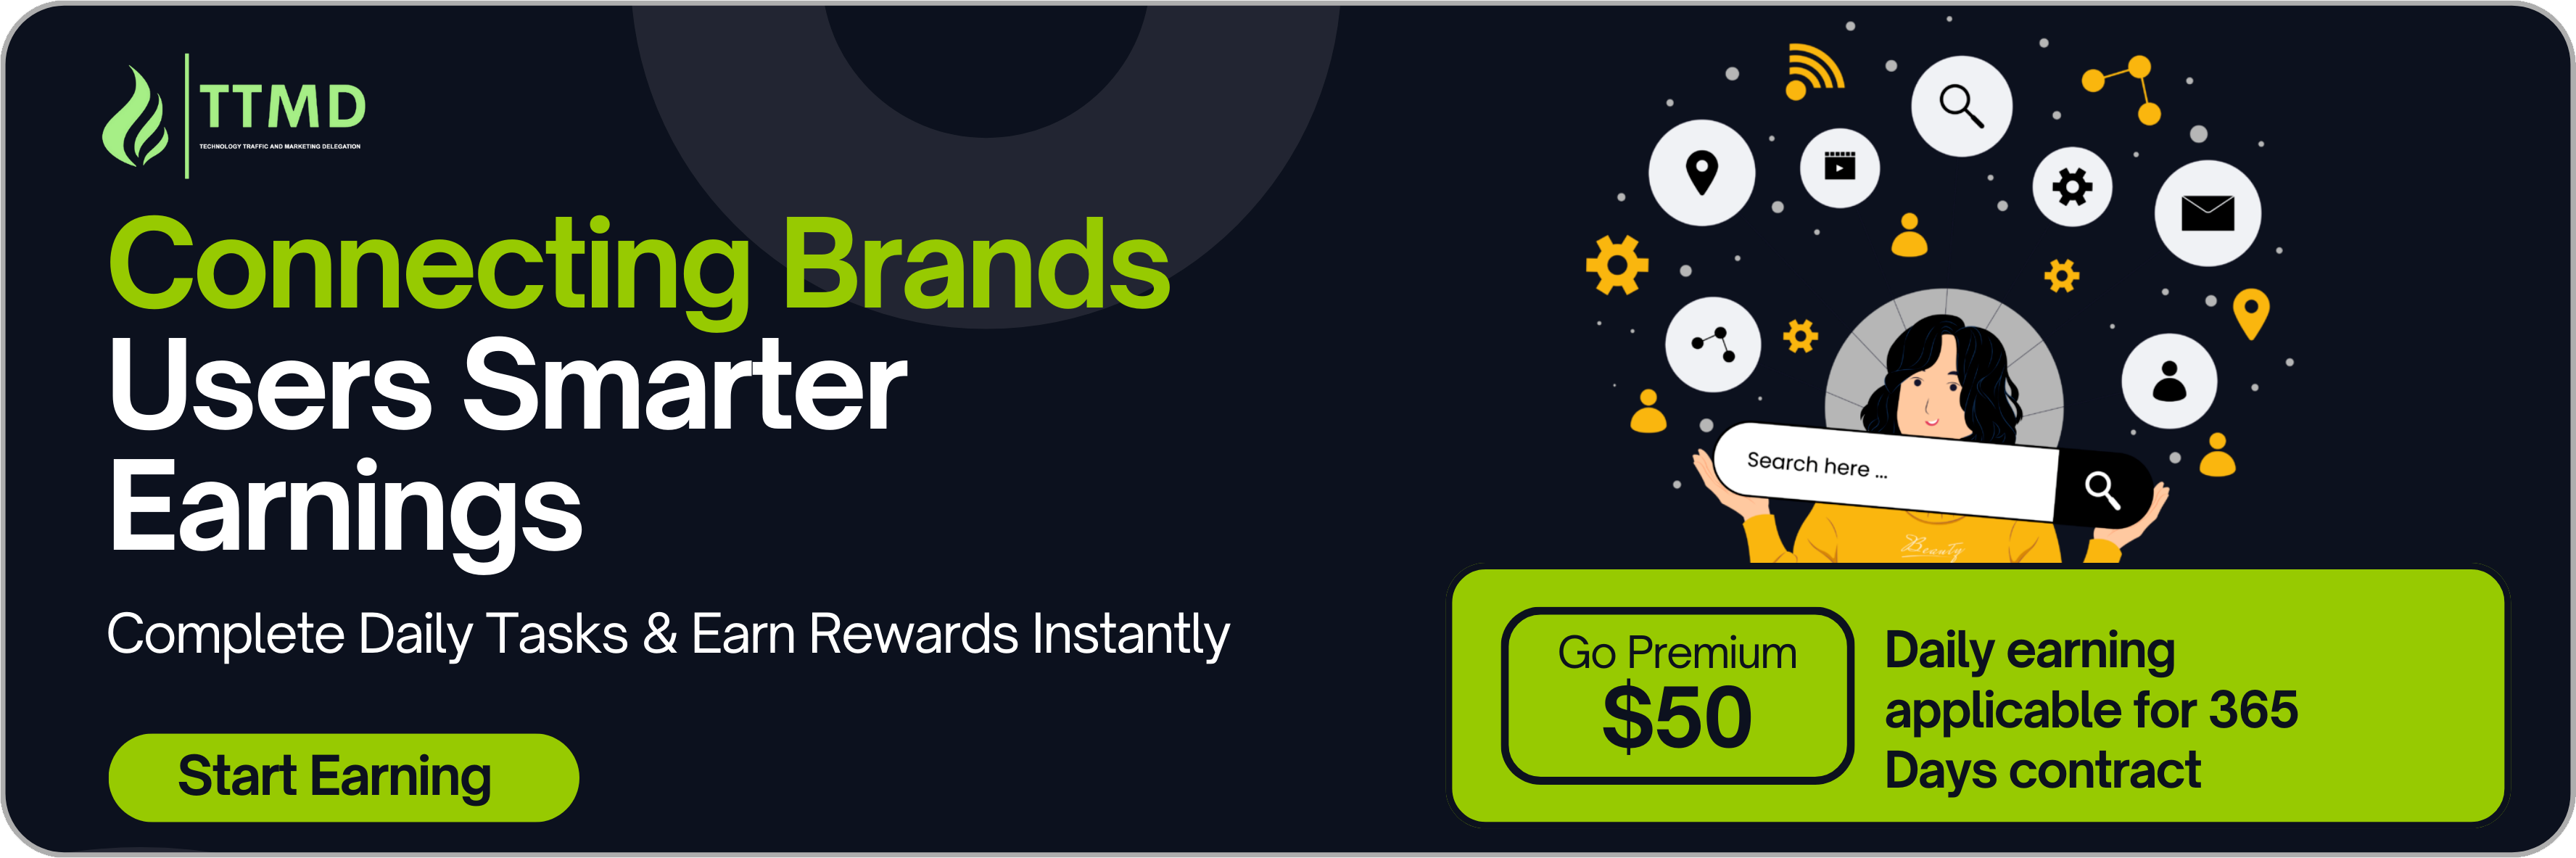 TTMD
TECHNOLOGY TRAFFIC AND MARKETING DELEGATION
Connecting Brands
Users Smarter
Earnings
Complete Daily Tasks & Earn Rewards Instantly
Start Earning
Search here ...
Beauty
Go Premium
$50
Daily earning
applicable for 365
Days contract